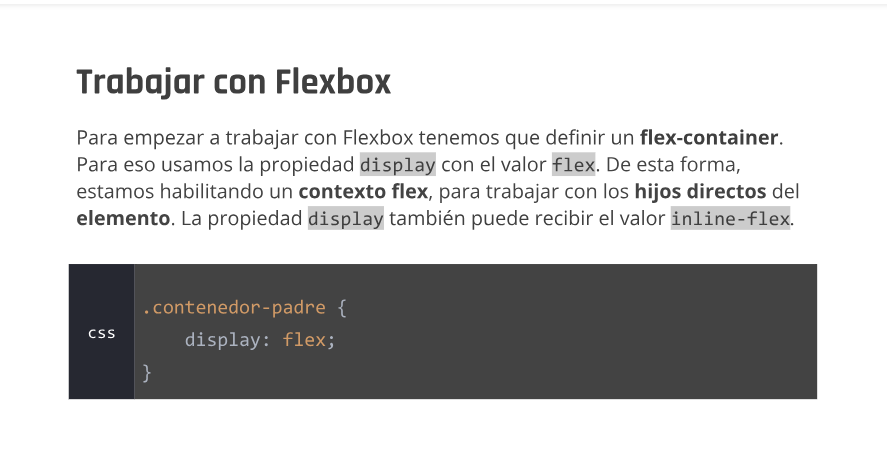 Trabajar con Flexbox
Para empezar a trabajar con Flexbox tenemos que definir un flex-container.
Para eso usamos la propiedad display con el valor flex. De esta forma,
estamos habilitando un contexto flex, para trabajar con los hijos directos del
elemento. La propiedad display también puede recibir el valor inline-flex.
css
.contenedor-padre {
    display: flex;
}